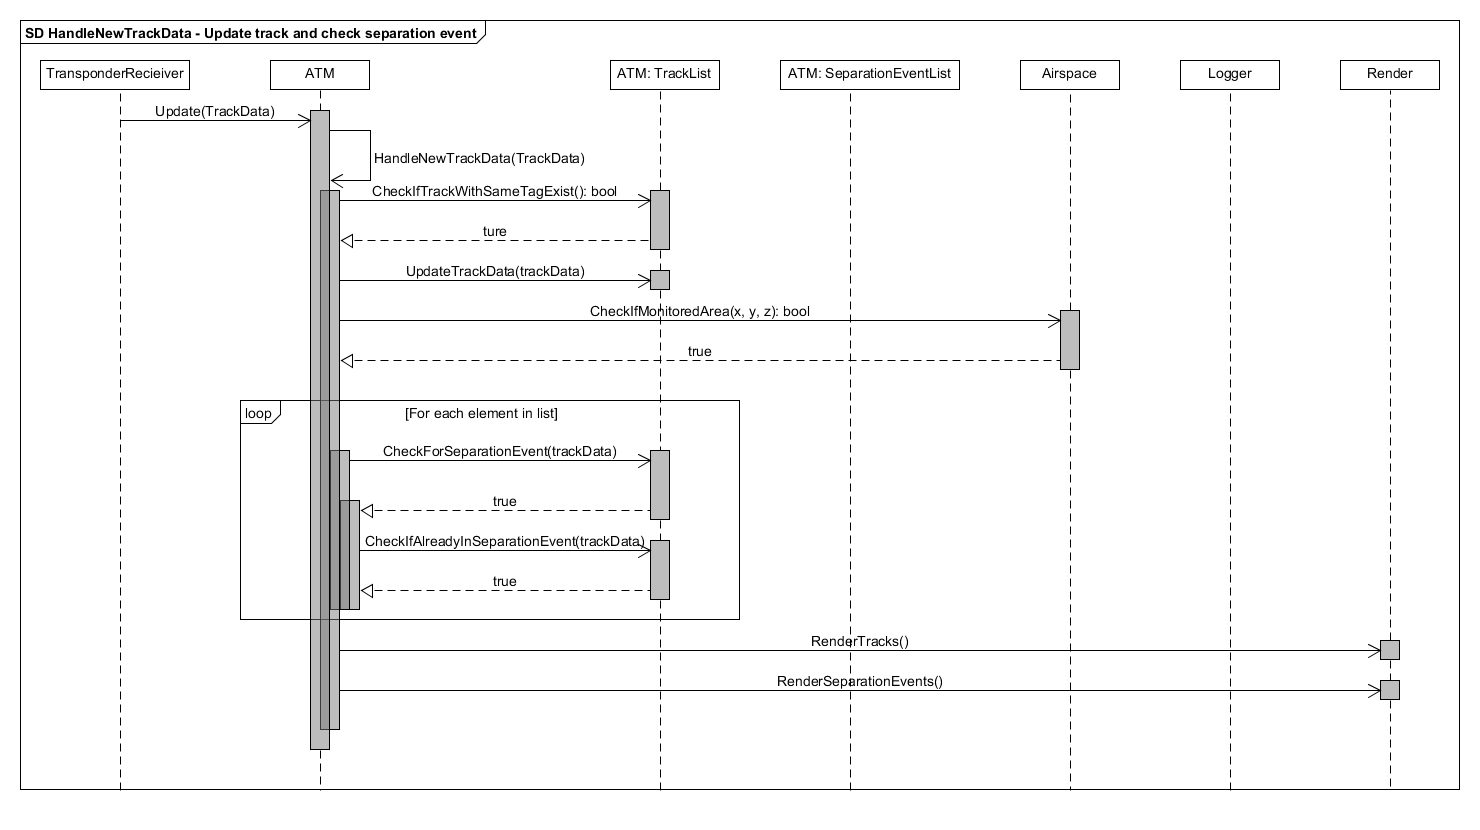 SD HandleNewTrackData - Update track and check separation event
TransponderRecieiver
ATM
ATM: TrackList
ATM: SeparationEventList
Airspace
Logger
Render
Update(TrackData)
HandleNewTrackData(TrackData)
CheckIfTrackWithSameTagExist(): bool
ture
UpdateTrackData(trackData)
CheckIfMonitoredArea(x, y, z): bool
true
loop
[For each element in list]
CheckForSeparationEvent(trackData)
true
CheckIfAlreadyInSeparationEvent(trackData)
true
RenderTracks()
RenderSeparationEvents()